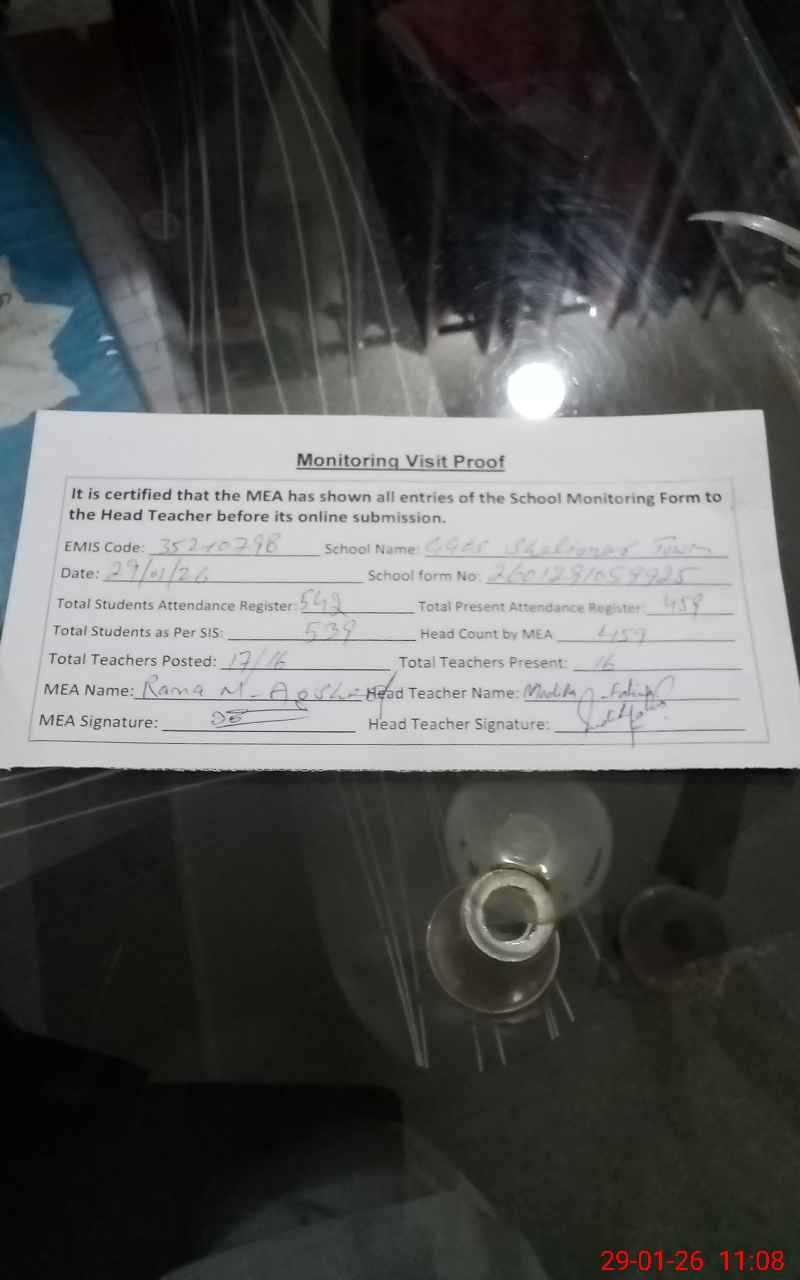 Monitoring Visit Proof
It is certified that the MEA has shown all entries of the School Monitoring Form to
the Head Teacher before its online submission.
EMIS Code: 35210798 School Name: GGES Shalimar Town
Date: 29/01/26 School form No: 2601291059925
Total Students Attendance Register: 542 Total Present Attendance Register: 459
Total Students as Per SIS: 539 Head Count by MEA 459
Total Teachers Posted: 17/16 Total Teachers Present: 16
MEA Name: Rana M. Head Teacher Name:
MEA Signature: Head Teacher Signature:
29-01-26 11:08